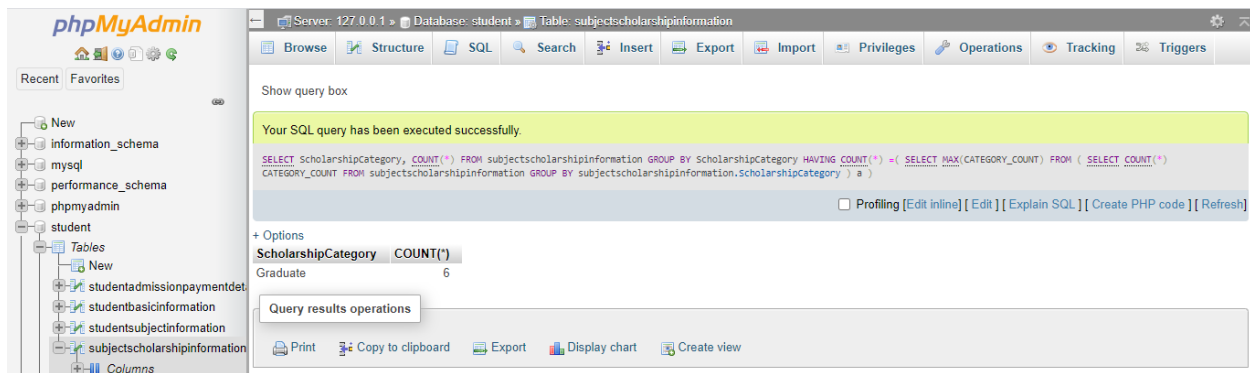 phpMyAdmin
Recent Favorites
New
information_schema
mysql
performance_schema
phpmyadmin
student
Tables
New
studentadmissionpaymentdet
studentbasicinformation
studentsubjectinformation
subjectscholarshipinformation
Columns
Server: 127.0.0.1 » Database: student » Table: subjectscholarshipinformation
Browse Structure SQL Search Insert Export Import Privileges Operations Tracking Triggers
Show query box
Your SQL query has been executed successfully.
SELECT ScholarshipCategory, COUNT(*) FROM subjectscholarshipinformation GROUP BY ScholarshipCategory HAVING COUNT(*) =( SELECT MAX(CATEGORY_COUNT) FROM ( SELECT COUNT(*)
CATEGORY_COUNT FROM subjectscholarshipinformation GROUP BY subjectscholarshipinformation.ScholarshipCategory ) a )
Profiling [Edit inline] [ Edit ] [ Explain SQL ] [ Create PHP code ] [ Refresh]
+ Options
ScholarshipCategory COUNT(*)
Graduate 6
Query results operations
Print Copy to clipboard Export Display chart Create view